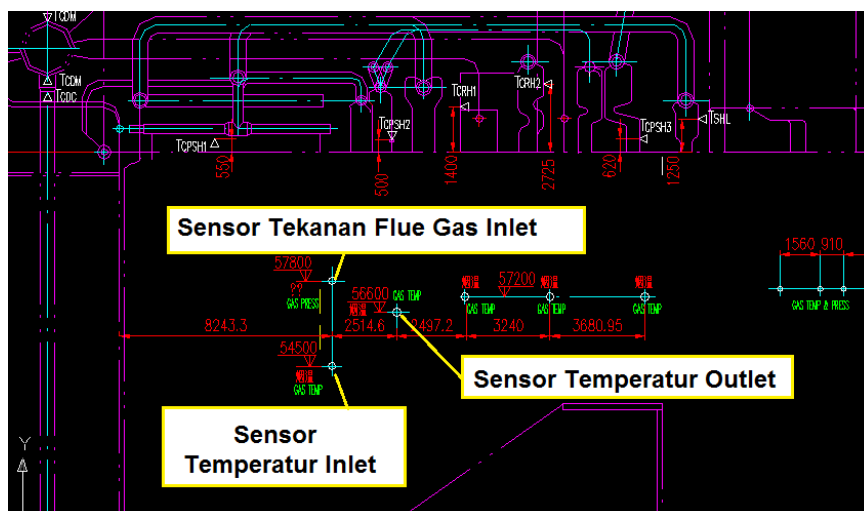 TCDM
TCDM
TCDC
TCPSH1
TCPSH2
TCRH1
TCRH2
TCPSH3
TSHL
550
500
1400
2725
620
1250
Sensor Tekanan Flue Gas Inlet
57800
??
GAS PRESS
56600
GAS TEMP
57200
GAS TEMP
GAS TEMP
GAS TEMP
1560
910
GAS TEMP & PRESS
8243.3
2514.6
2497.2
3240
3680.95
54500
GAS TEMP
Sensor Temperatur Outlet
Sensor
Temperatur Inlet
Y